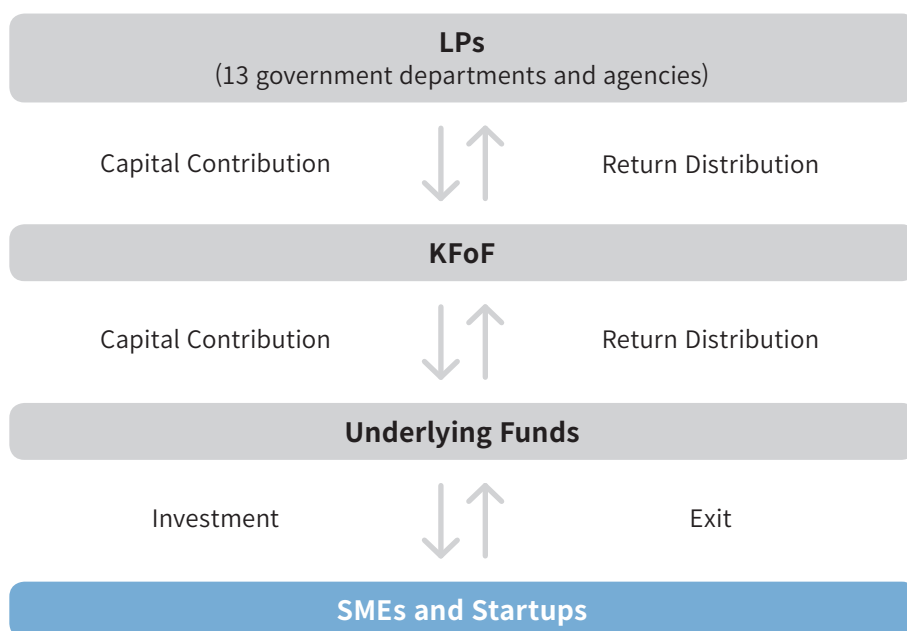 LPs
(13 government departments and agencies)
Capital Contribution
Return Distribution
KFoF
Capital Contribution
Return Distribution
Underlying Funds
Investment
Exit
SMEs and Startups